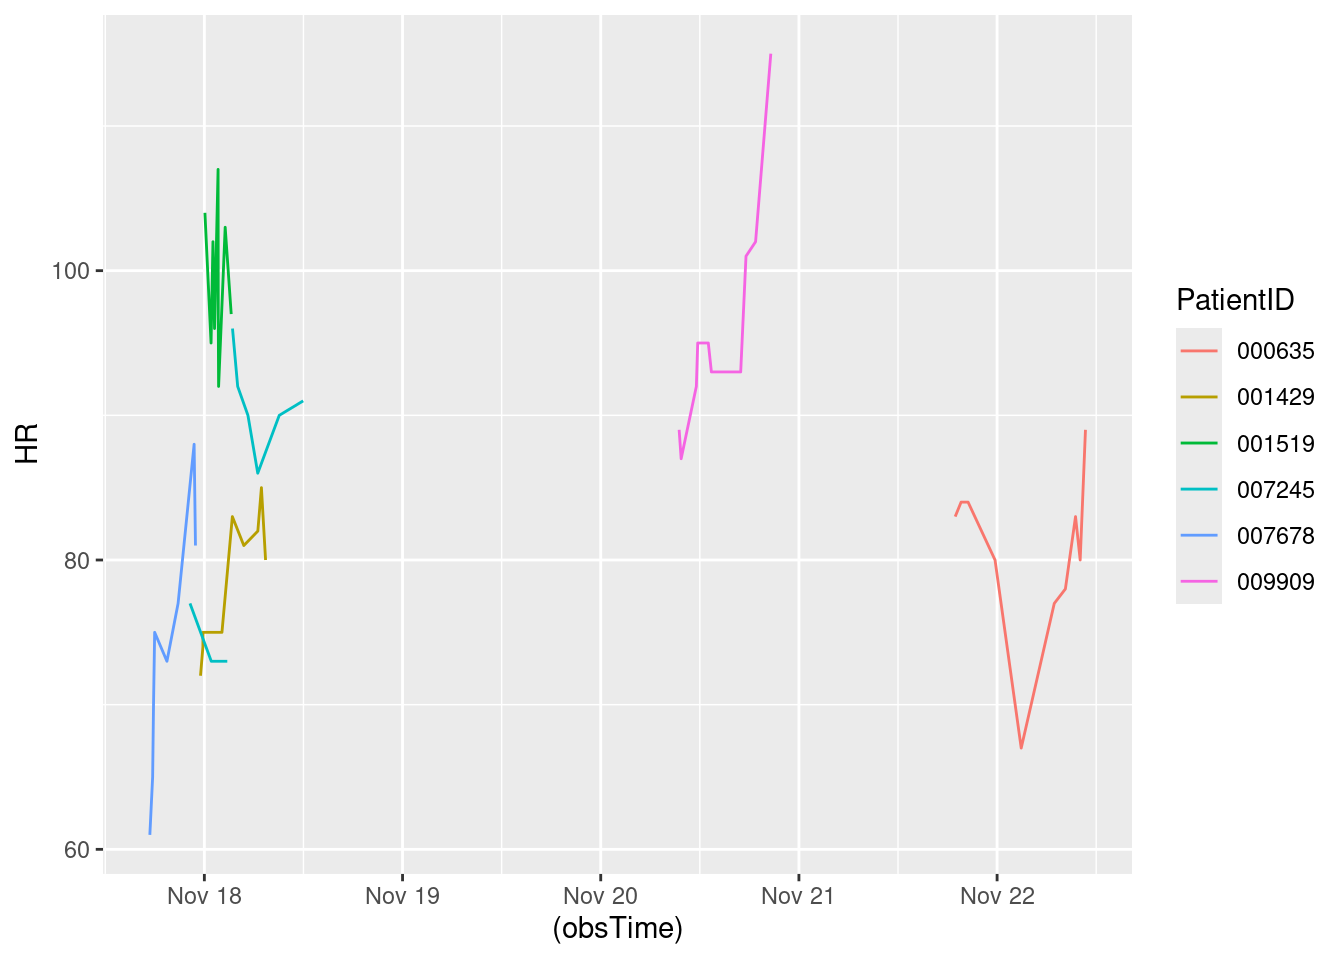 HR
100
80
60
Nov 18
Nov 19
Nov 20
Nov 21
Nov 22
(obsTime)
PatientID
000635
001429
001519
007245
007678
009909